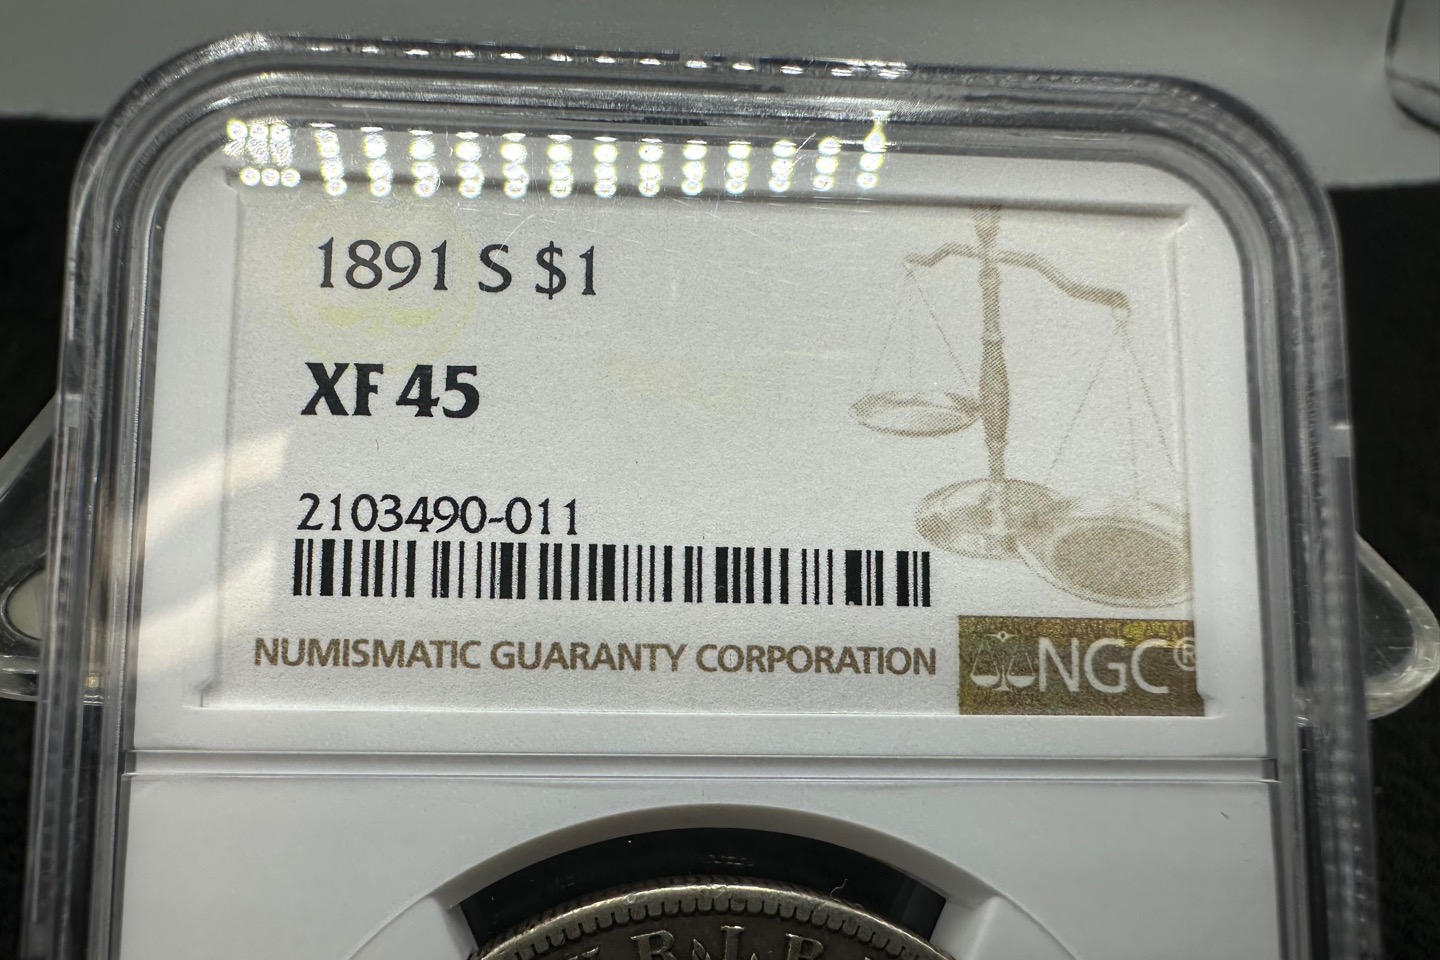 1891 S $1
XF 45
2103490-011
NUMISMATIC GUARANTY CORPORATION
NGC®